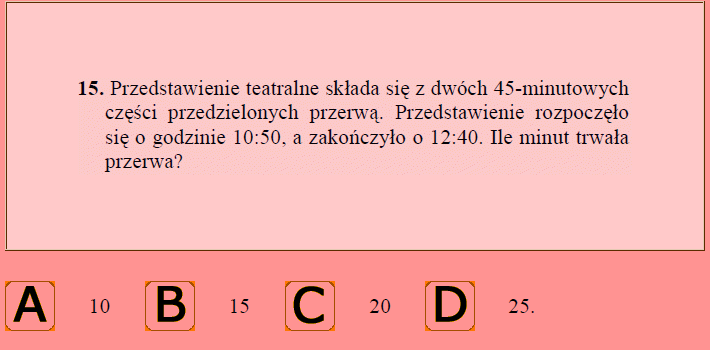 15. Przedstawienie teatralne składa się z dwóch 45-minutowych
części przedzielonych przerwą. Przedstawienie rozpoczęło
się o godzinie 10:50, a zakończyło o 12:40. Ile minut trwała
przerwa?
A 10 B 15 C 20 D 25.